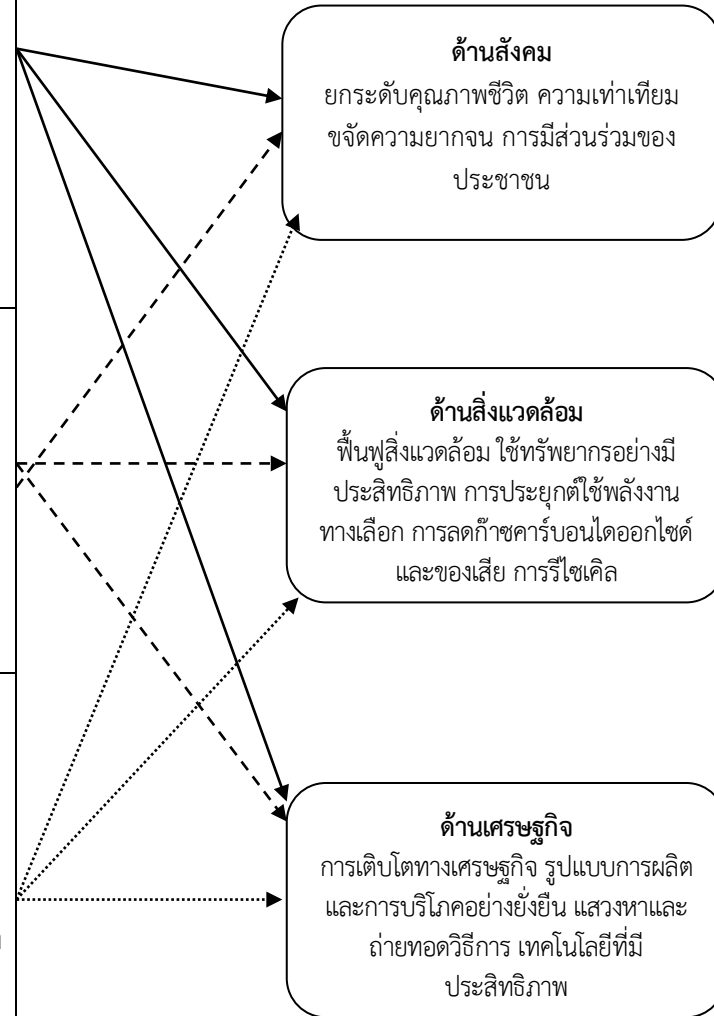 ด้านสังคม
ยกระดับคุณภาพชีวิต ความเท่าเทียม
ขจัดความยากจน การมีส่วนร่วมของ
ประชาชน
ด้านสิ่งแวดล้อม
ฟื้นฟูสิ่งแวดล้อม ใช้ทรัพยากรอย่างมี
ประสิทธิภาพ การประยุกต์ใช้พลังงาน
ทางเลือก การลดก๊าซคาร์บอนไดออกไซด์
และของเสีย การรีไซเคิล
ด้านเศรษฐกิจ
การเติบโตทางเศรษฐกิจ รูปแบบการผลิต
และการบริโภคอย่างยั่งยืน แสวงหาและ
ถ่ายทอดวิธีการ เทคโนโลยีที่มี
ประสิทธิภาพ